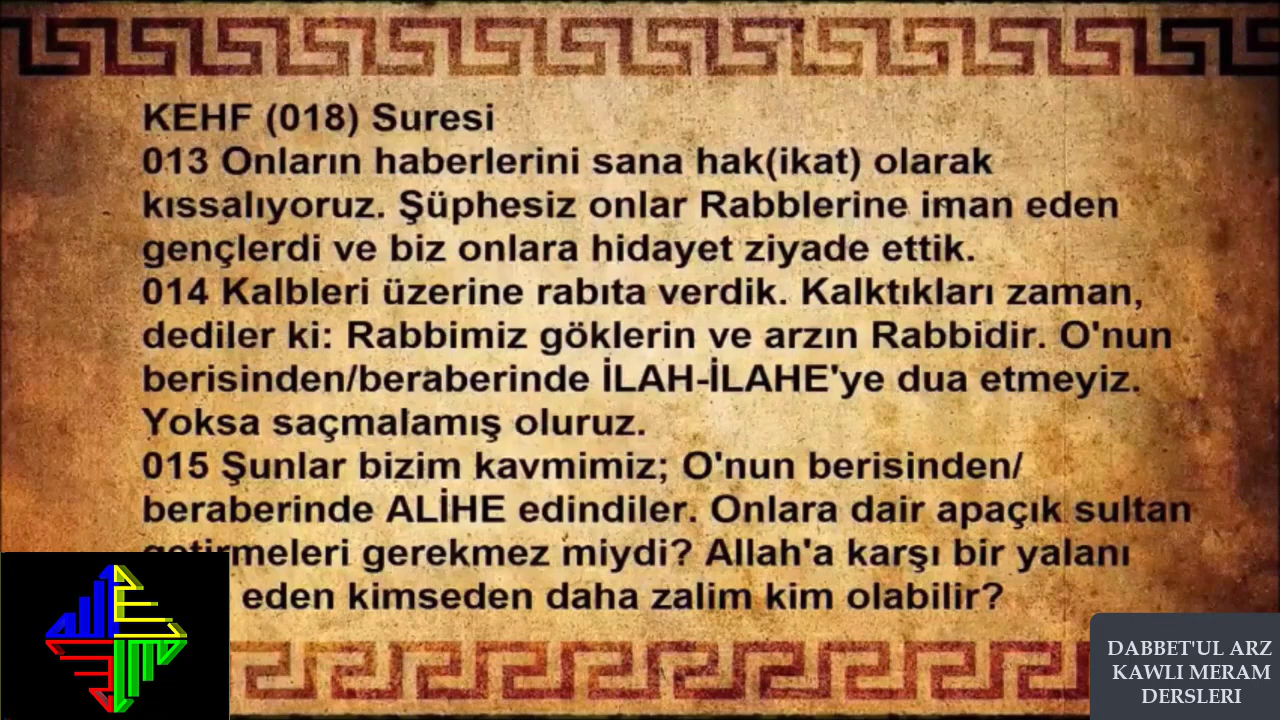 KEHF (018) Suresi
013 Onların haberlerini sana hak(ikat) olarak
kıssalıyoruz. Şüphesiz onlar Rabblerine iman eden
gençlerdi ve biz onlara hidayet ziyade ettik.
014 Kalbleri üzerine rabıta verdik. Kalktıkları zaman,
dediler ki: Rabbimiz göklerin ve arzın Rabbidir. O'nun
berisinden/beraberinde İLAH-İLAHE'ye dua etmeyiz.
Yoksa saçmalamış oluruz.
015 Şunlar bizim kavmimiz; O'nun berisinden/
beraberinde ALİHE edindiler. Onlara dair apaçık sultan
getirmeleri gerekmez miydi? Allah'a karşı bir yalanı
eden kimseden daha zalim kim olabilir?
DABBET'UL ARZ
KAWLI MERAM
DERSLERI